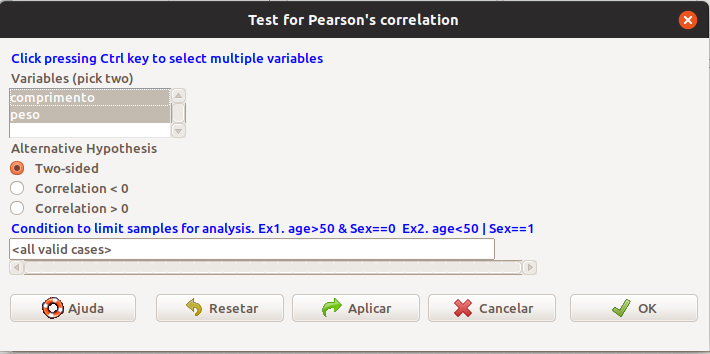 Test for Pearson's correlation
Click pressing Ctrl key to select multiple variables
Variables (pick two)
comprimento
peso
Alternative Hypothesis
Two-sided
Correlation < 0
Correlation > 0
Condition to limit samples for analysis. Ex1. age>50 & Sex==0  Ex2. age<50 | Sex==1
<all valid cases>
Ajuda Resetar Aplicar Cancelar OK